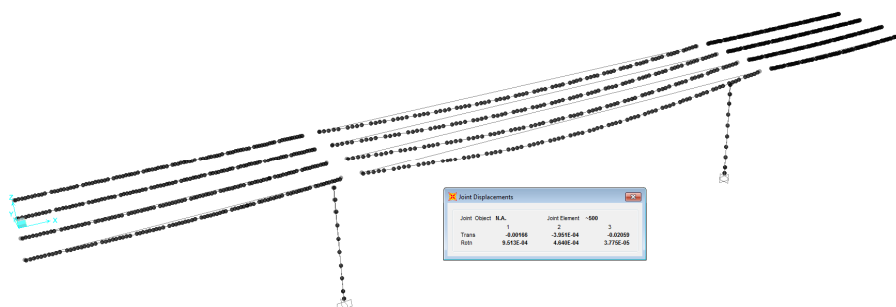 Z
Y
X
Joint Displacements
Joint Object N.A. Joint Element ~500
1 2 3
Trans -0.00166 -3.951E-04 -0.02059
Rotn 9.513E-04 4.640E-04 3.775E-05